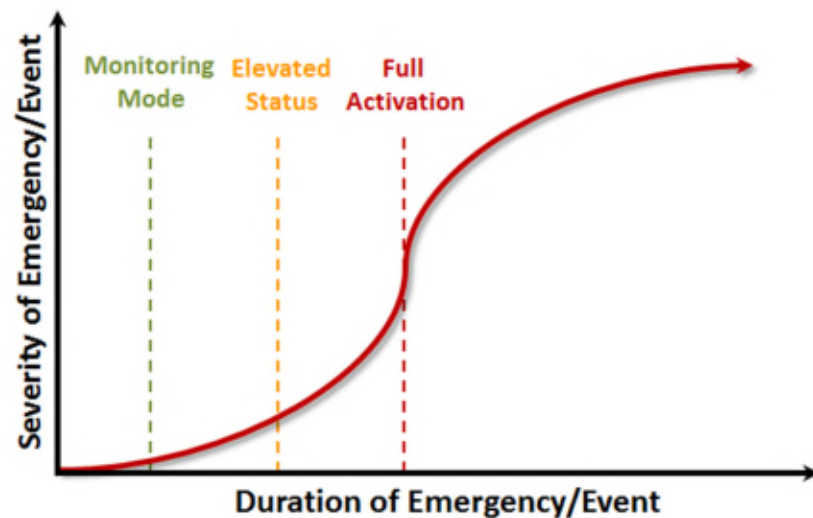 Monitoring
Mode
Elevated
Status
Full
Activation
Severity of Emergency/Event
Duration of Emergency/Event